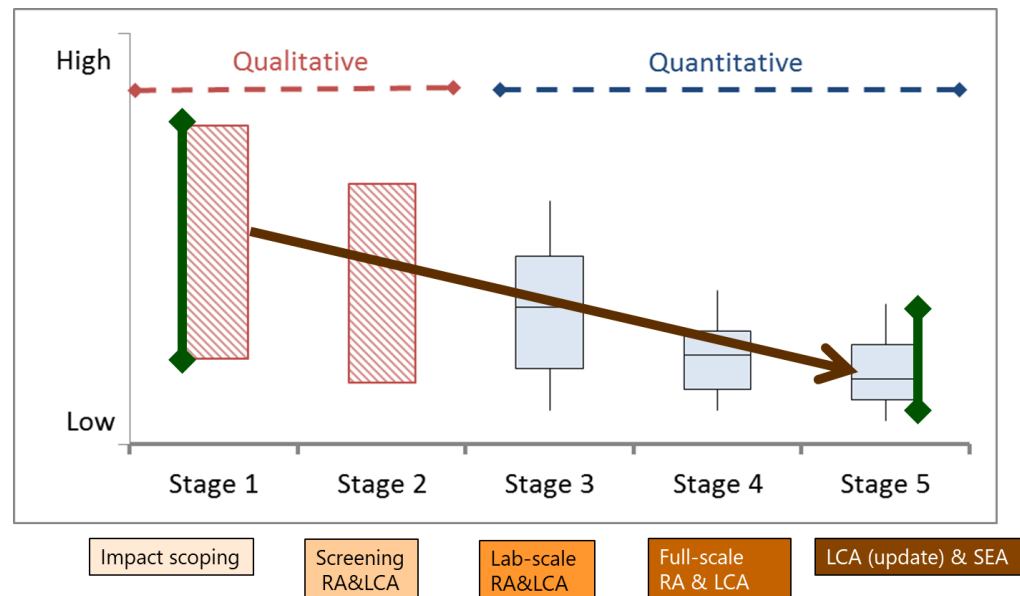 High
Qualitative
Quantitative
Low
Stage 1
Stage 2
Stage 3
Stage 4
Stage 5
Impact scoping
Screening
RA&LCA
Lab-scale
RA&LCA
Full-scale
RA & LCA
LCA (update) & SEA